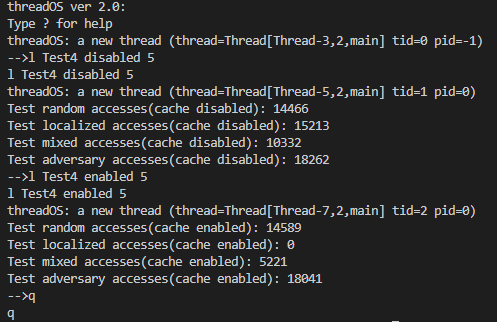 threadOS ver 2.0:
Type ? for help
threadOS: a new thread (thread=Thread[Thread-3,2,main] tid=0 pid=-1)
-->l Test4 disabled 5
l Test4 disabled 5
threadOS: a new thread (thread=Thread[Thread-5,2,main] tid=1 pid=0)
Test random accesses(cache disabled): 14466
Test localized accesses(cache disabled): 15213
Test mixed accesses(cache disabled): 10332
Test adversary accesses(cache disabled): 18262
-->l Test4 enabled 5
l Test4 enabled 5
threadOS: a new thread (thread=Thread[Thread-7,2,main] tid=2 pid=0)
Test random accesses(cache enabled): 14589
Test localized accesses(cache enabled): 0
Test mixed accesses(cache enabled): 5221
Test adversary accesses(cache enabled): 18041
-->q
q